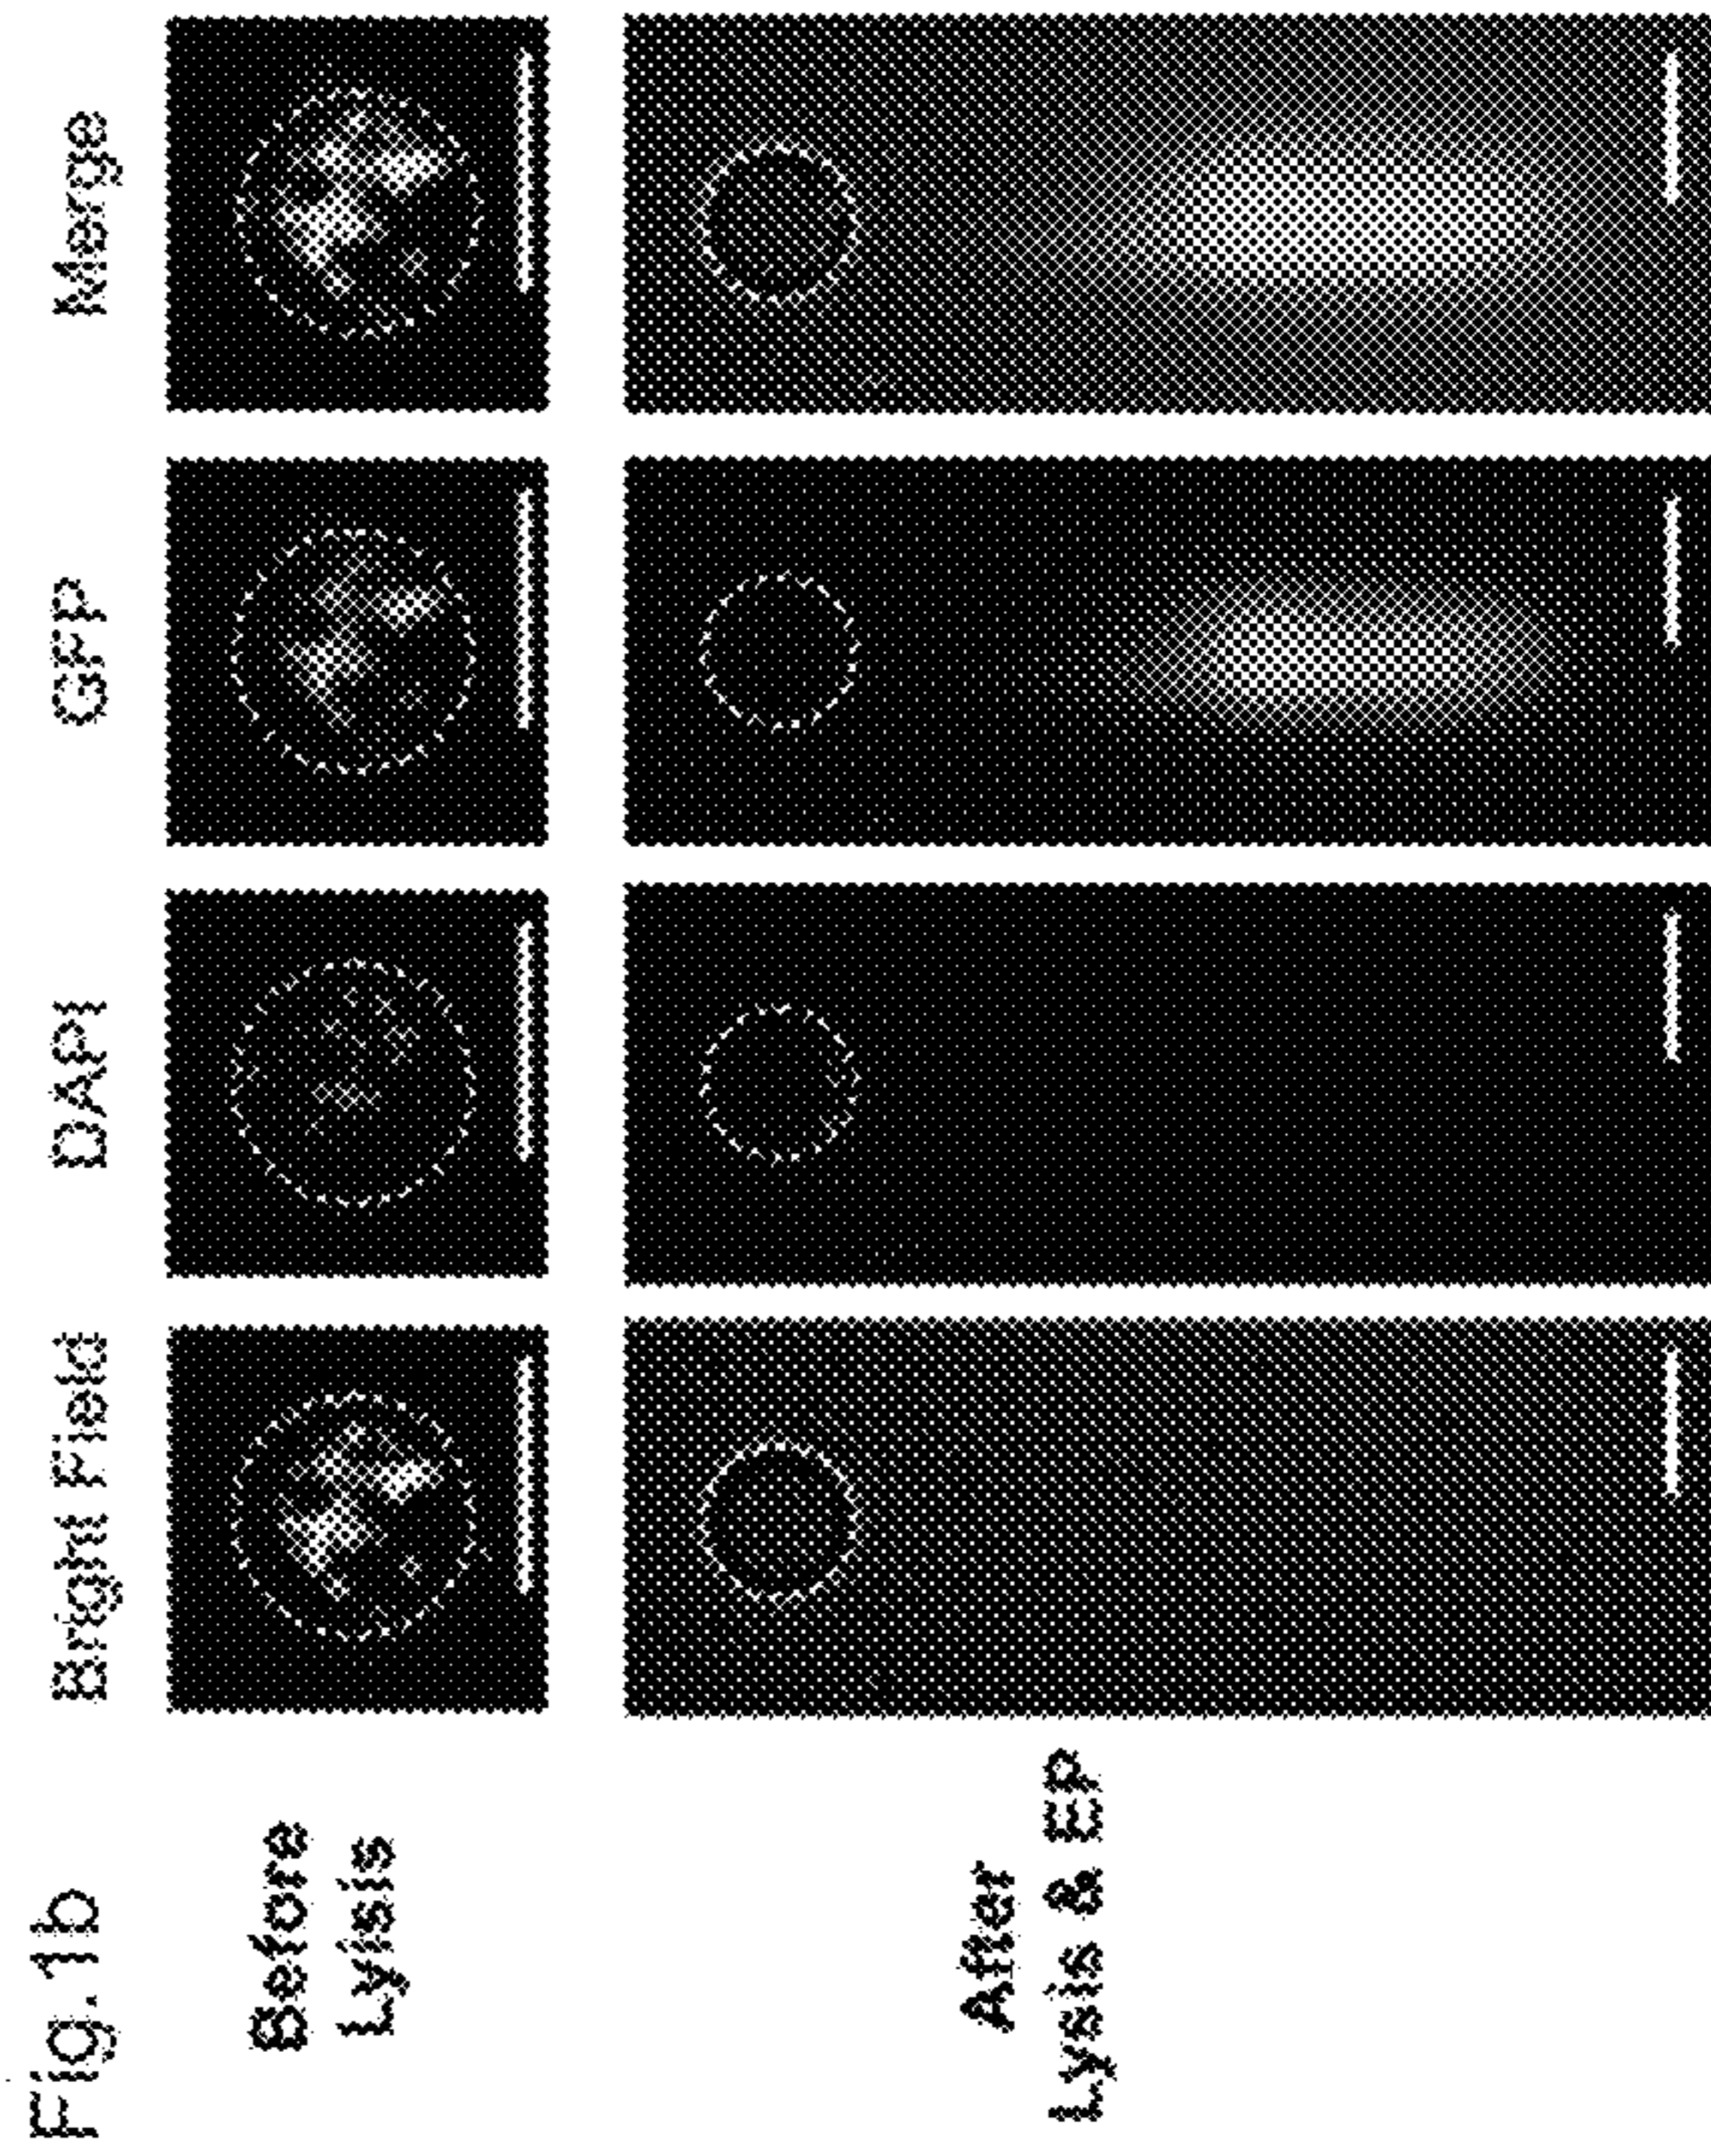 Fig.1b
Bright Field
DAPI
GFP
Merge
Before
Lysis
After
Lysis & EP